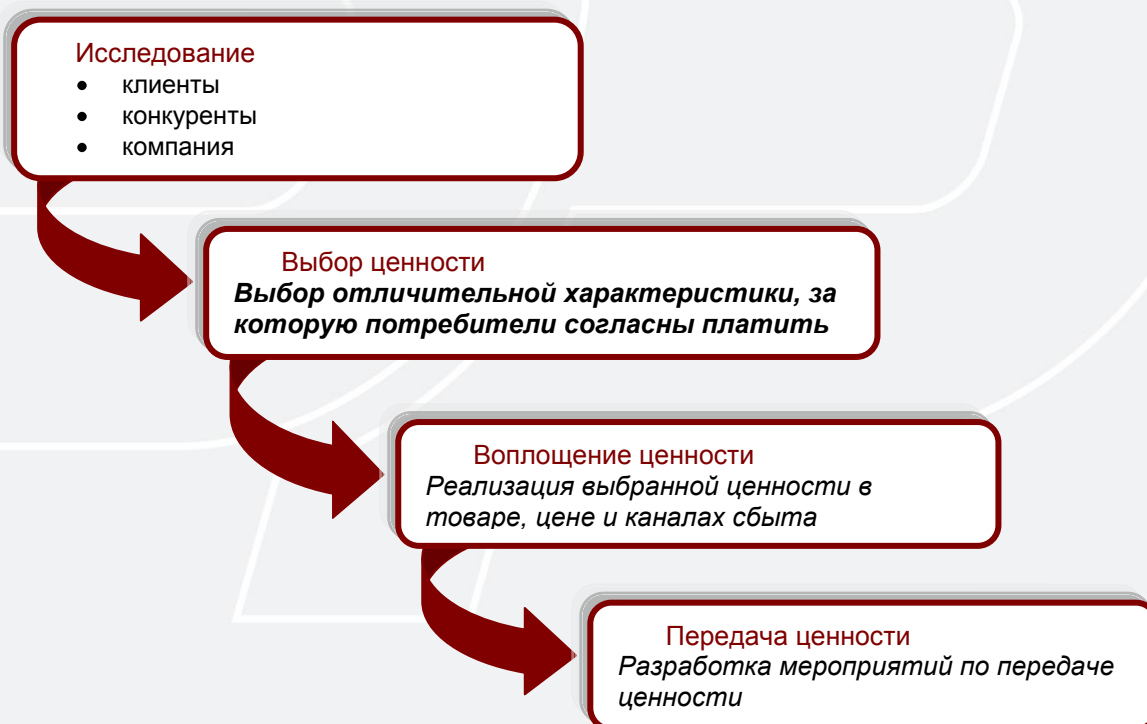 Исследование
• клиенты
• конкуренты
• компания
Выбор ценности
Выбор отличительной характеристики, за
которую потребители согласны платить
Воплощение ценности
Реализация выбранной ценности в
товаре, цене и каналах сбыта
Передача ценности
Разработка мероприятий по передаче
ценности